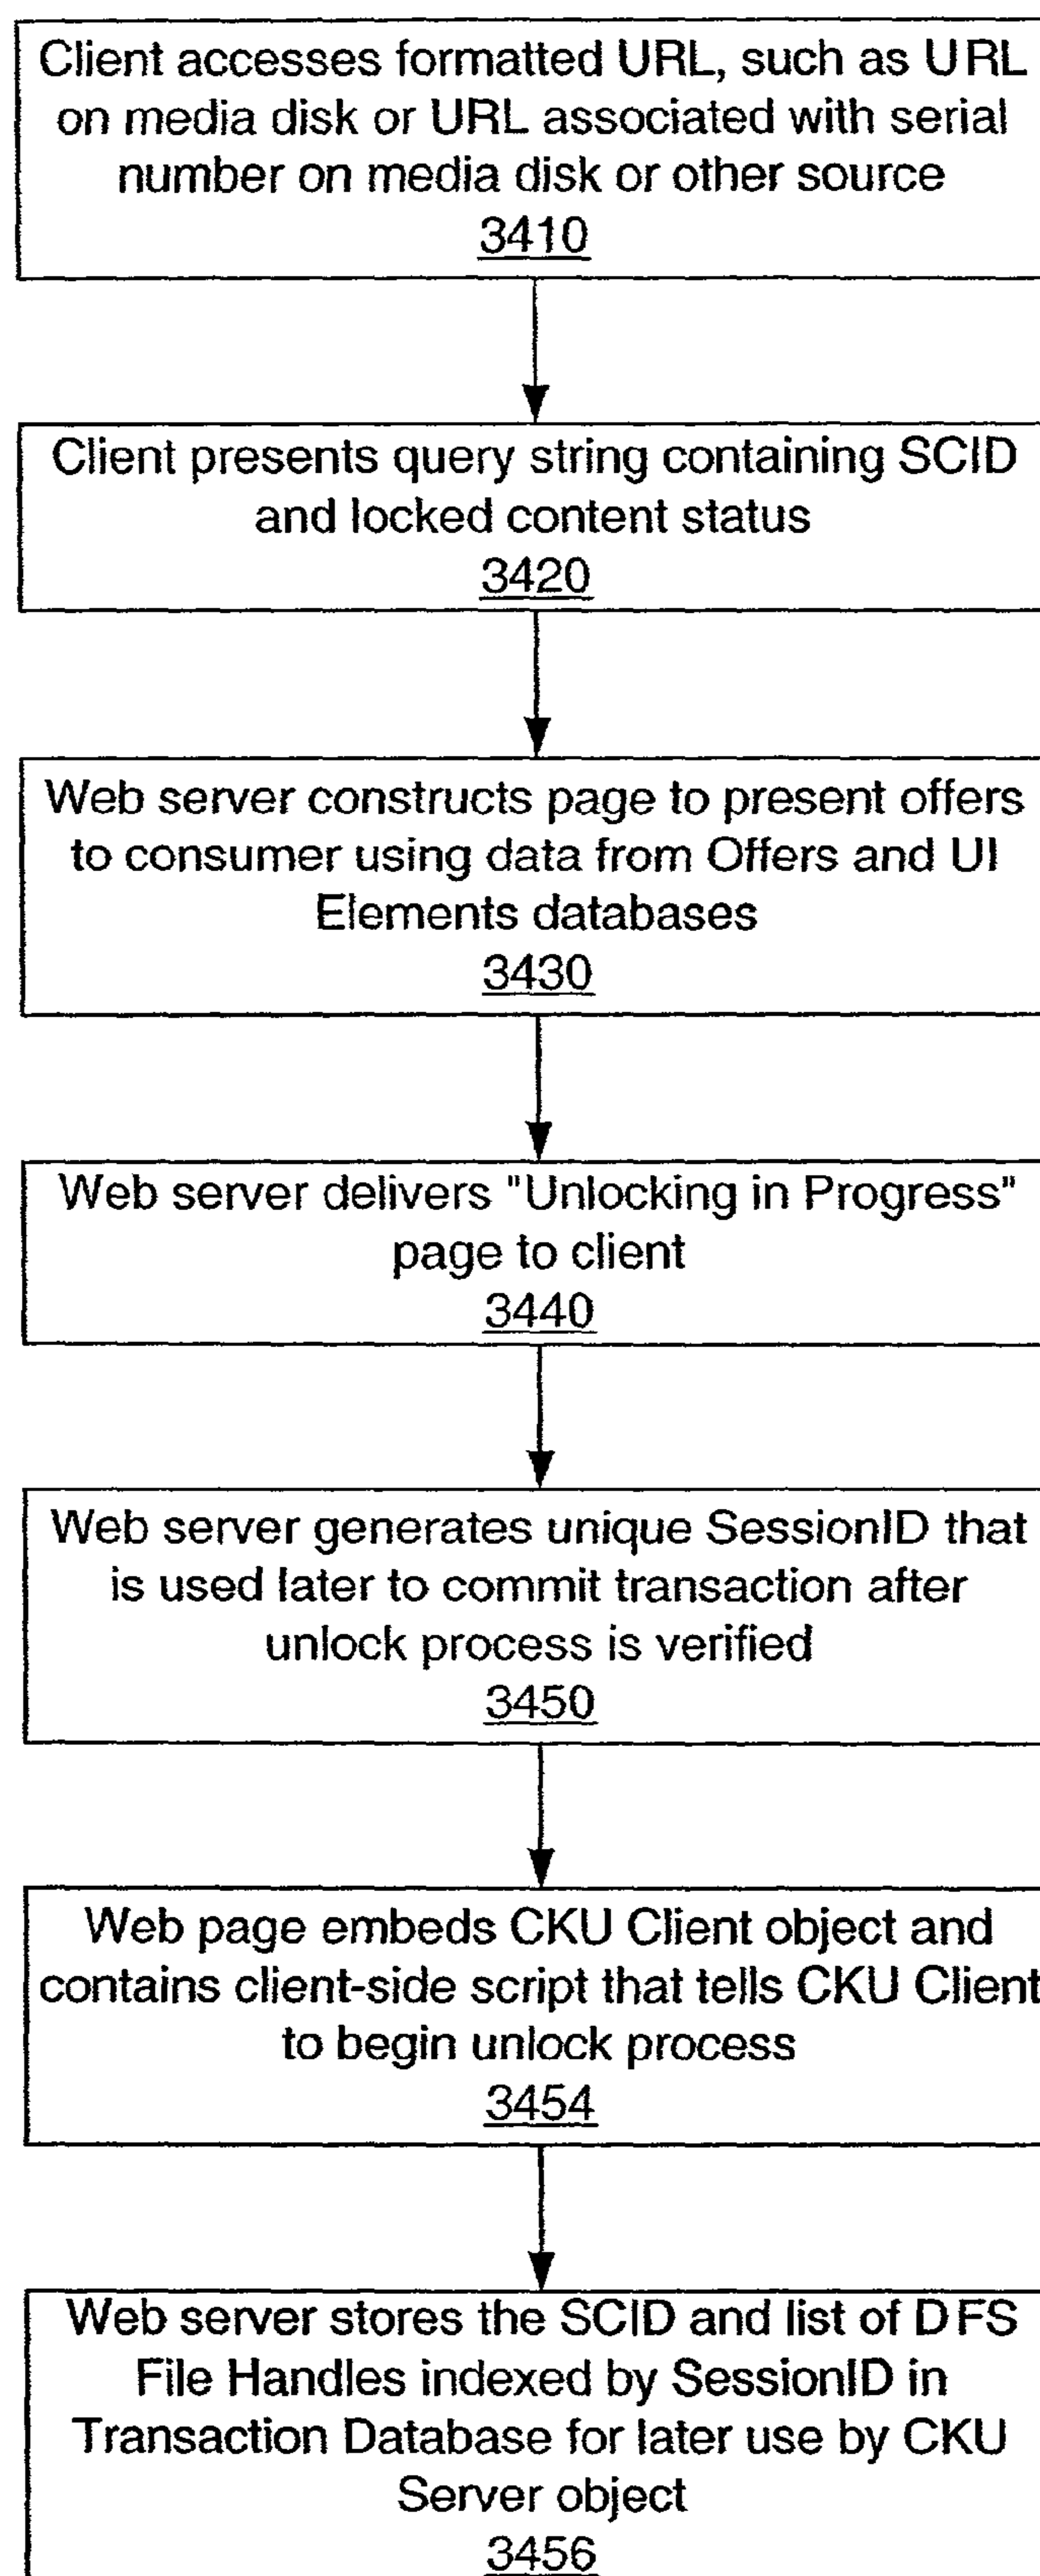 Client accesses formatted URL, such as URL
on media disk or URL associated with serial
number on media disk or other source
3410
Client presents query string containing SCID
and locked content status
3420
Web server constructs page to present offers
to consumer using data from Offers and UI
Elements databases
3430
Web server delivers "Unlocking in Progress"
page to client
3440
Web server generates unique SessionID that
is used later to commit transaction after
unlock process is verified
3450
Web page embeds CKU Client object and
contains client-side script that tells CKU Client
to begin unlock process
3454
Web server stores the SCID and list of DFS
File Handles indexed by SessionID in
Transaction Database for later use by CKU
Server object
3456